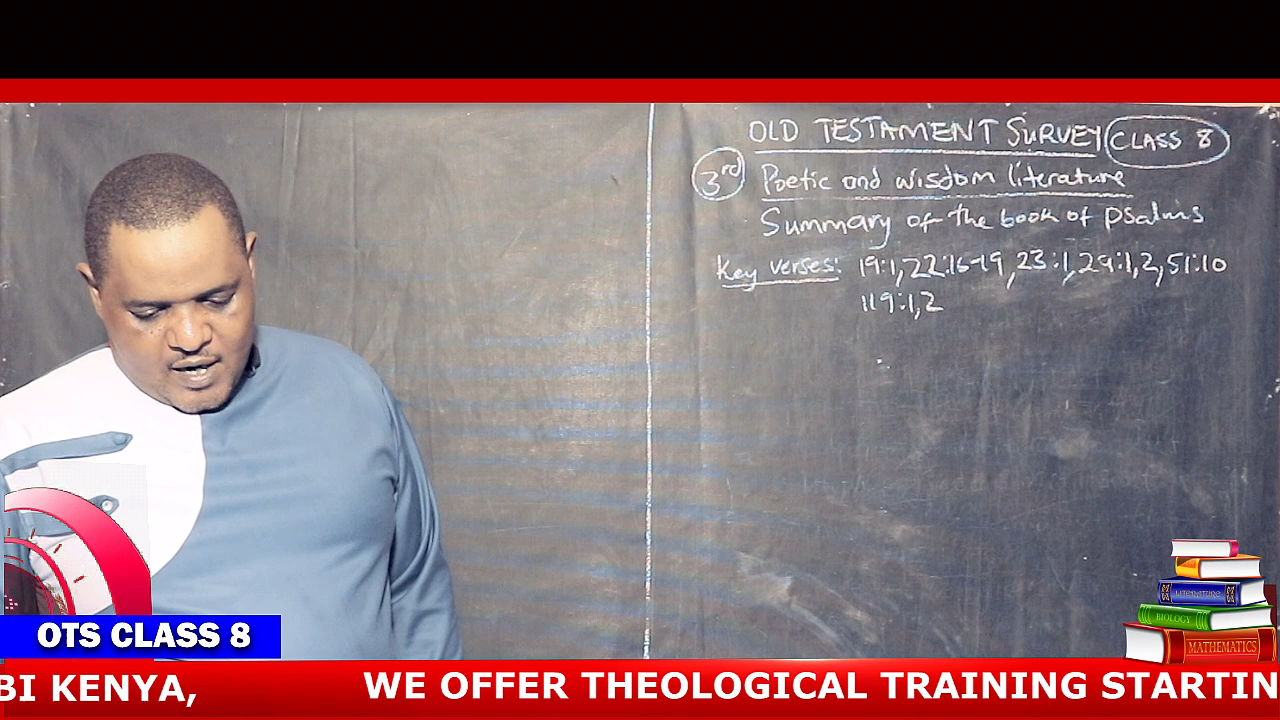 OLD TESTAMENT SURVEY CLASS 8
3rd Poetic and wisdom literature
Summary of the book of psalms
Key verses: 19:1, 22:16-19, 23:1, 29:1,2, 51:10
119:1,2
LITERATURE
BIOLOGY
MATHEMATICS
OTS CLASS 8
BI KENYA, WE OFFER THEOLOGICAL TRAINING STARTIN